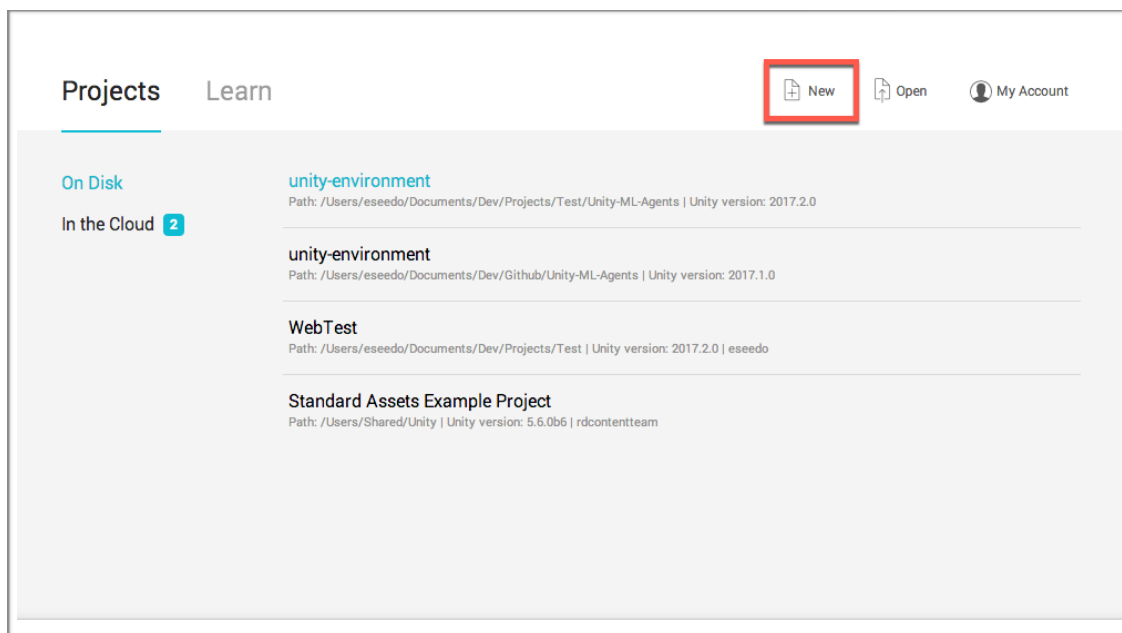 Projects
Learn
New
Open
My Account
On Disk
In the Cloud 2
unity-environment
Path: /Users/eseedo/Documents/Dev/Projects/Test/Unity-ML-Agents | Unity version: 2017.2.0
unity-environment
Path: /Users/eseedo/Documents/Dev/Github/Unity-ML-Agents | Unity version: 2017.1.0
WebTest
Path: /Users/eseedo/Documents/Dev/Projects/Test | Unity version: 2017.2.0 | eseedo
Standard Assets Example Project
Path: /Users/Shared/Unity | Unity version: 5.6.0b6 | rdcontentteam